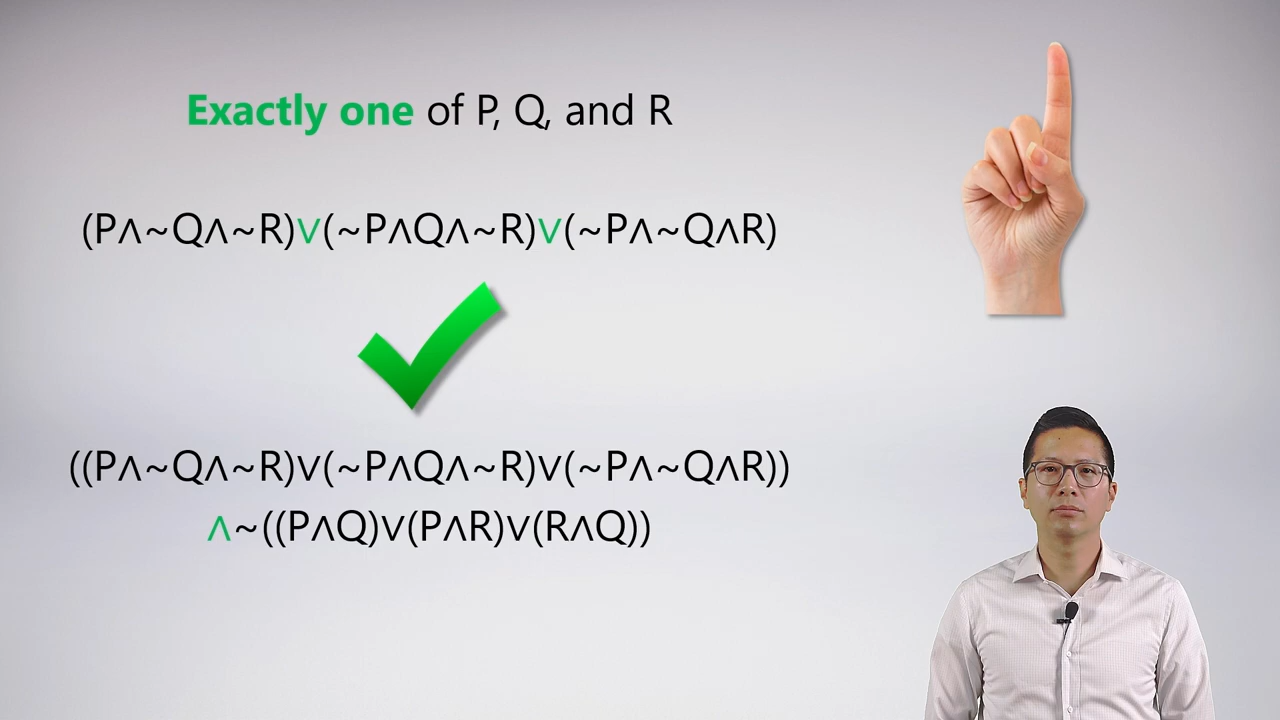 Exactly one of P, Q, and R
(P∧~Q∧~R)∨(~P∧Q∧~R)∨(~P∧~Q∧R)
((P∧~Q∧~R)∨(~P∧Q∧~R)∨(~P∧~Q∧R))
∧~((P∧Q)∨(P∧R)∨(R∧Q))